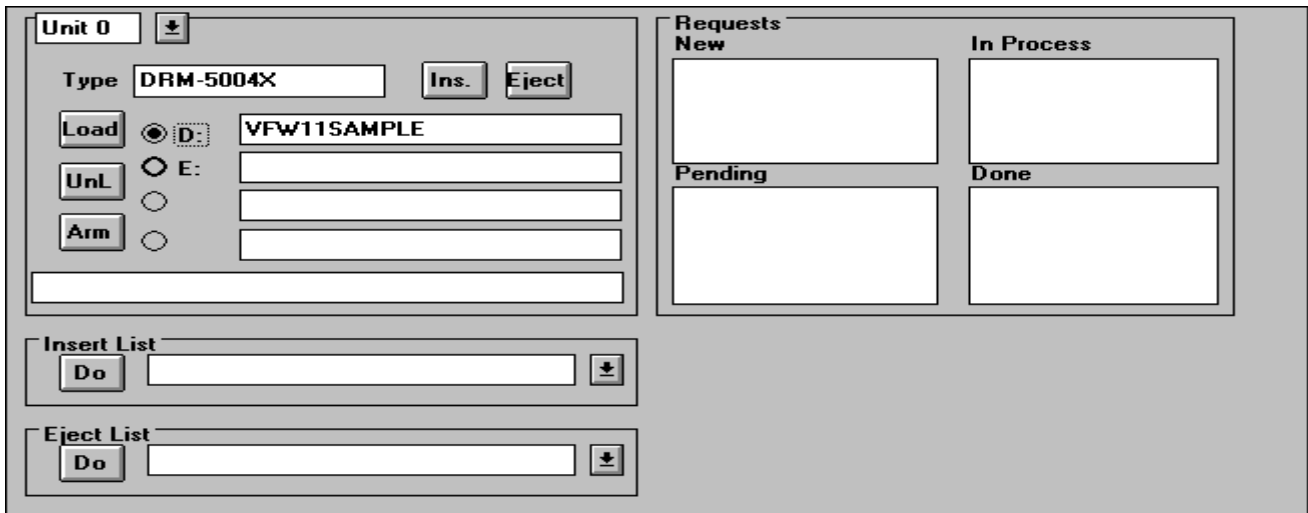 Unit 0
Type DRM-5004X Ins. Eject
Load D: VFW11SAMPLE
E:
UnL
Arm
Insert List
Do
Eject List
Do
Requests
New In Process
Pending Done